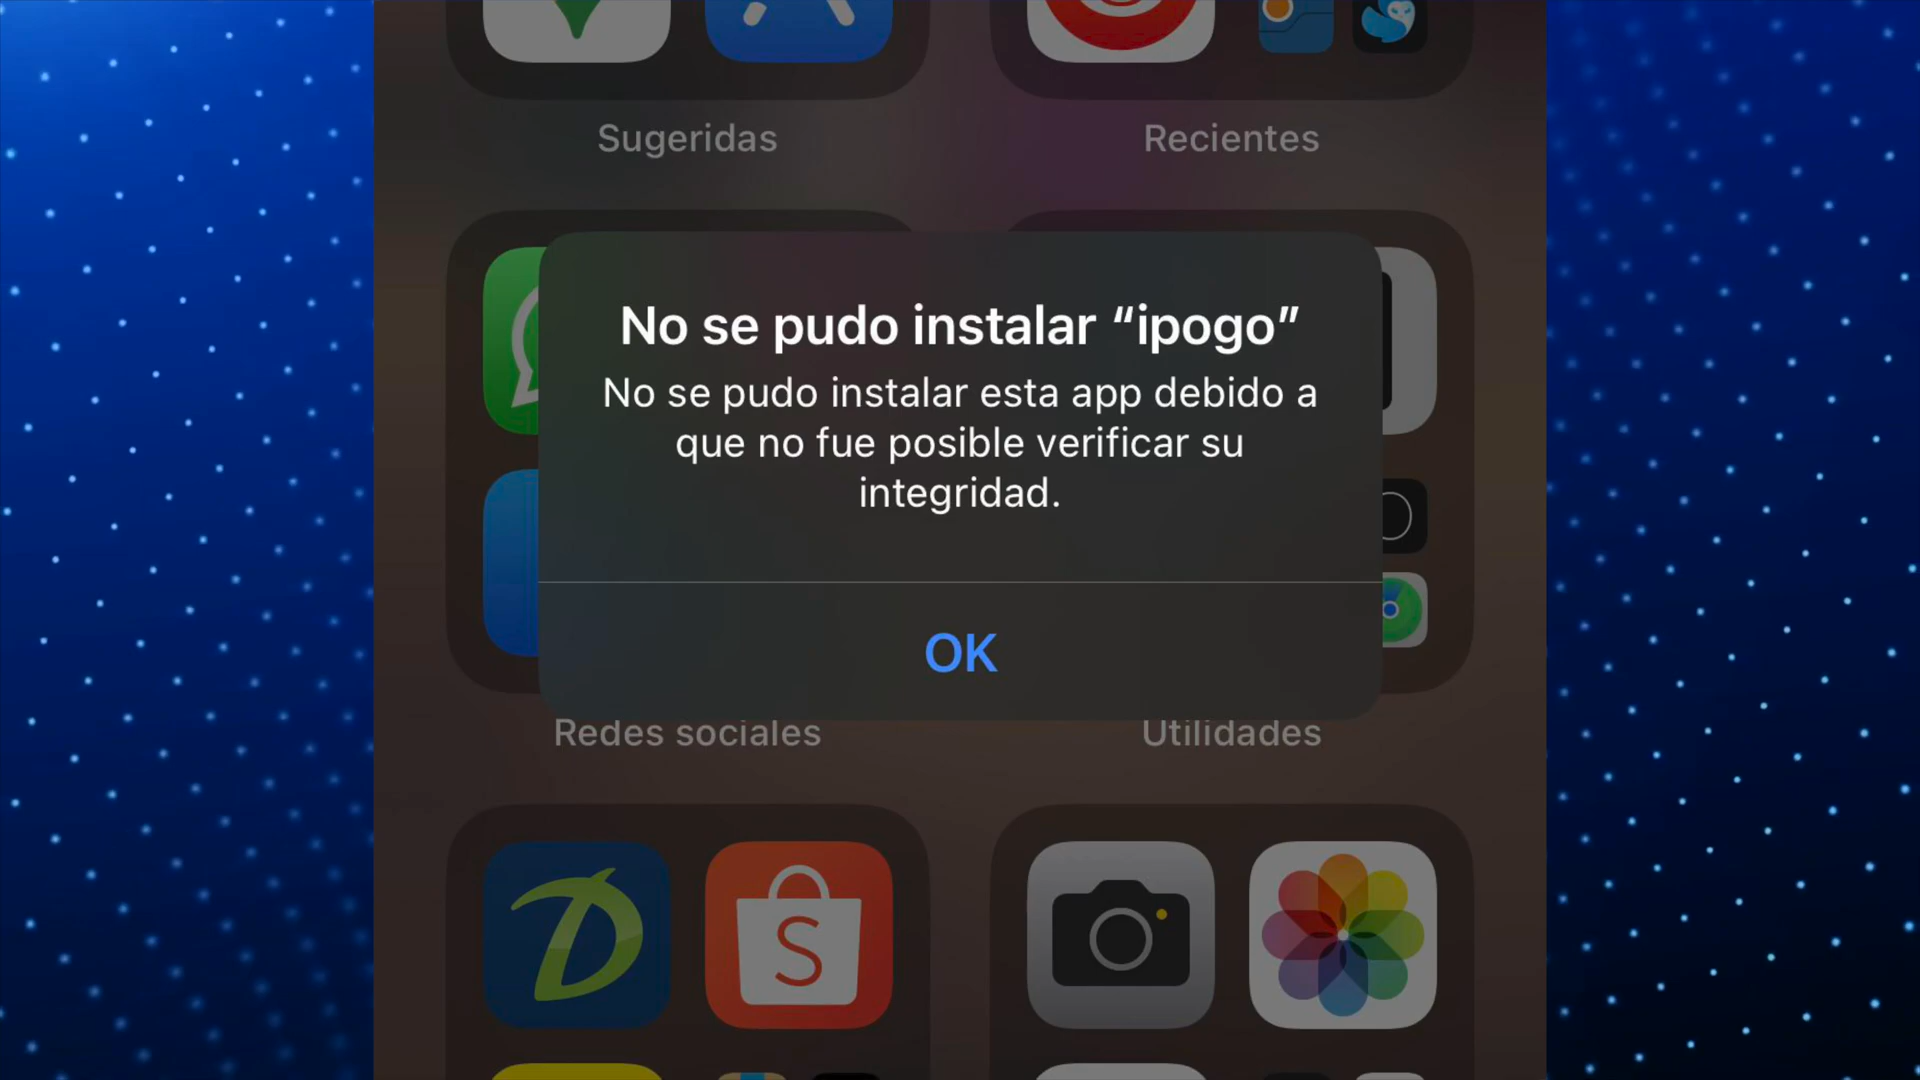 Sugeridas
Recientes
No se pudo instalar “ipogo”
No se pudo instalar esta app debido a
que no fue posible verificar su
integridad.
OK
Redes sociales
Utilidades